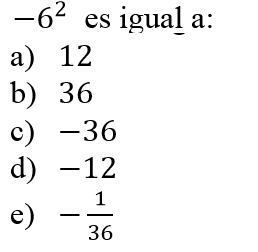 −6² es igual a:
a) 12
b) 36
c) −36
d) −12
e) −1/36